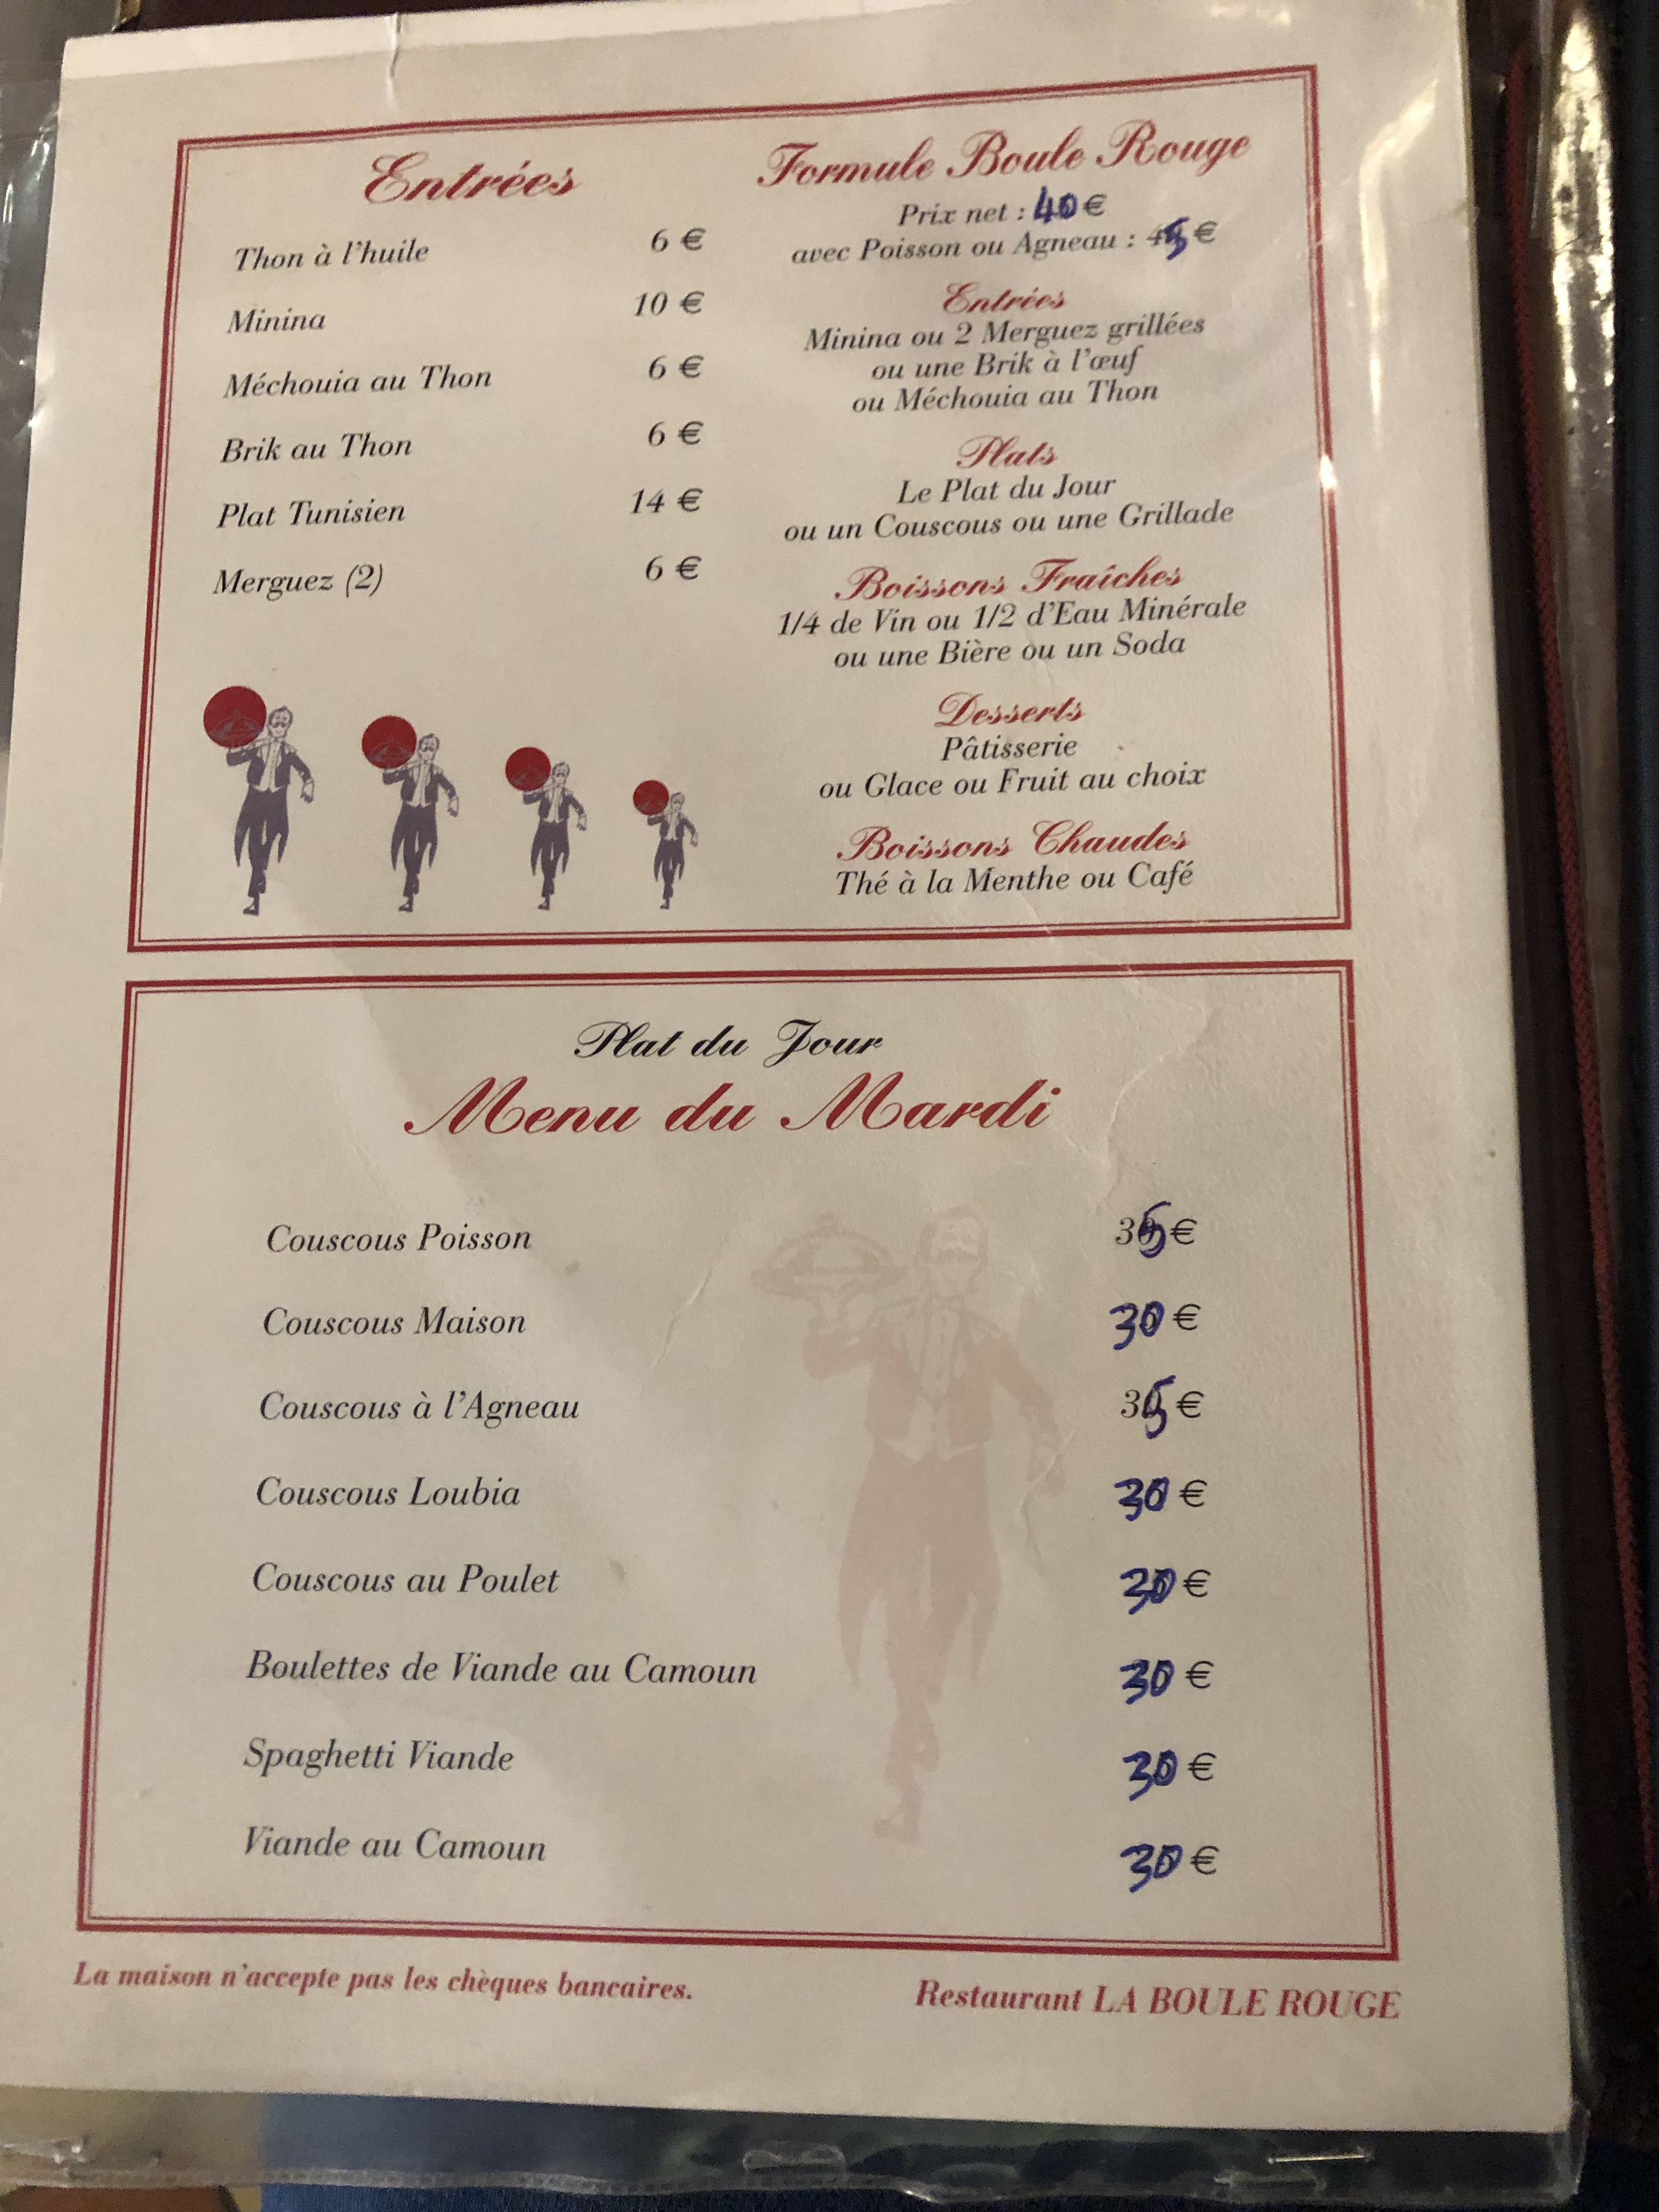 Entrées
Thon à l'huile 6 €
Minina 10 €
Méchouia au Thon 6 €
Brik au Thon 6 €
Plat Tunisien 14 €
Merguez (2) 6 €
Formule Boule Rouge
Prix net : 40 €
avec Poisson ou Agneau : 45 €
Entrées
Minina ou 2 Merguez grillées
ou une Brik à l'œuf
ou Méchouia au Thon
Plats
Le Plat du Jour
ou un Couscous ou une Grillade
Boissons Fraîches
1/4 de Vin ou 1/2 d'Eau Minérale
ou une Bière ou un Soda
Desserts
Pâtisserie
ou Glace ou Fruit au choix
Boissons Chaudes
Thé à la Menthe ou Café
Plat du Jour
Menu du Mardi
Couscous Poisson 35 €
Couscous Maison 30 €
Couscous à l'Agneau 35 €
Couscous Loubia 30 €
Couscous au Poulet 30 €
Boulettes de Viande au Camoun 30 €
Spaghetti Viande 30 €
Viande au Camoun 30 €
La maison n'accepte pas les chèques bancaires.
Restaurant LA BOULE ROUGE